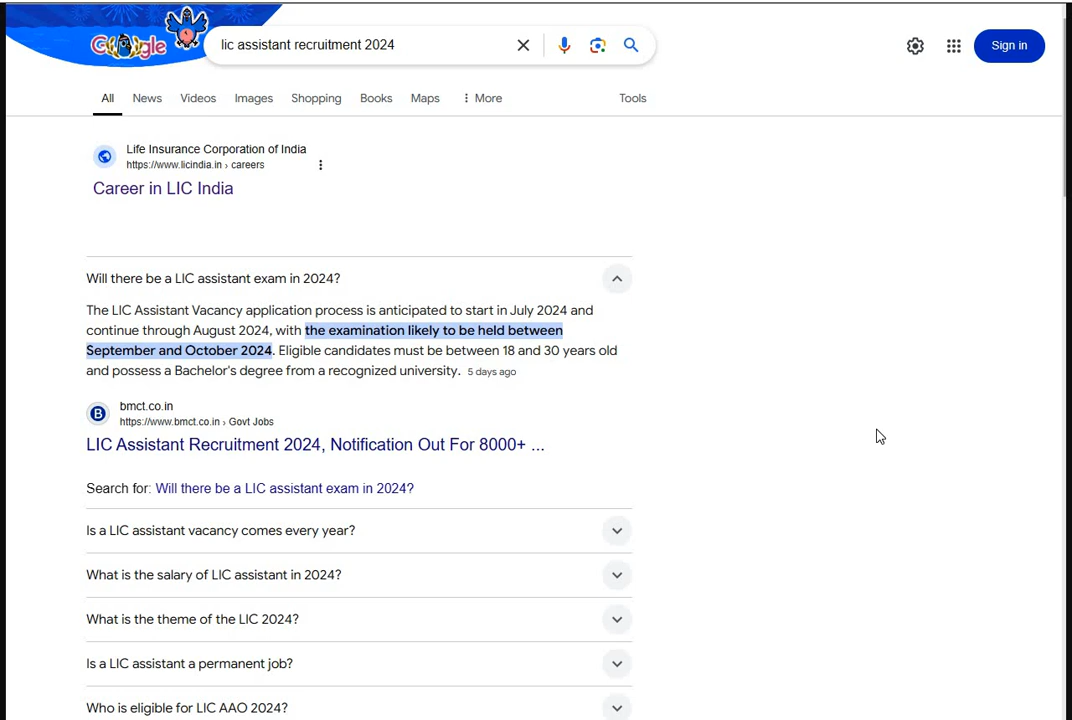 Google
lic assistant recruitment 2024
Sign in
All News Videos Images Shopping Books Maps More Tools
Life Insurance Corporation of India
https://www.licindia.in › careers
Career in LIC India
Will there be a LIC assistant exam in 2024?
The LIC Assistant Vacancy application process is anticipated to start in July 2024 and
continue through August 2024, with the examination likely to be held between
September and October 2024. Eligible candidates must be between 18 and 30 years old
and possess a Bachelor's degree from a recognized university. 5 days ago
B
bmct.co.in
https://www.bmct.co.in › Govt Jobs
LIC Assistant Recruitment 2024, Notification Out For 8000+ ...
Search for: Will there be a LIC assistant exam in 2024?
Is a LIC assistant vacancy comes every year?
What is the salary of LIC assistant in 2024?
What is the theme of the LIC 2024?
Is a LIC assistant a permanent job?
Who is eligible for LIC AAO 2024?